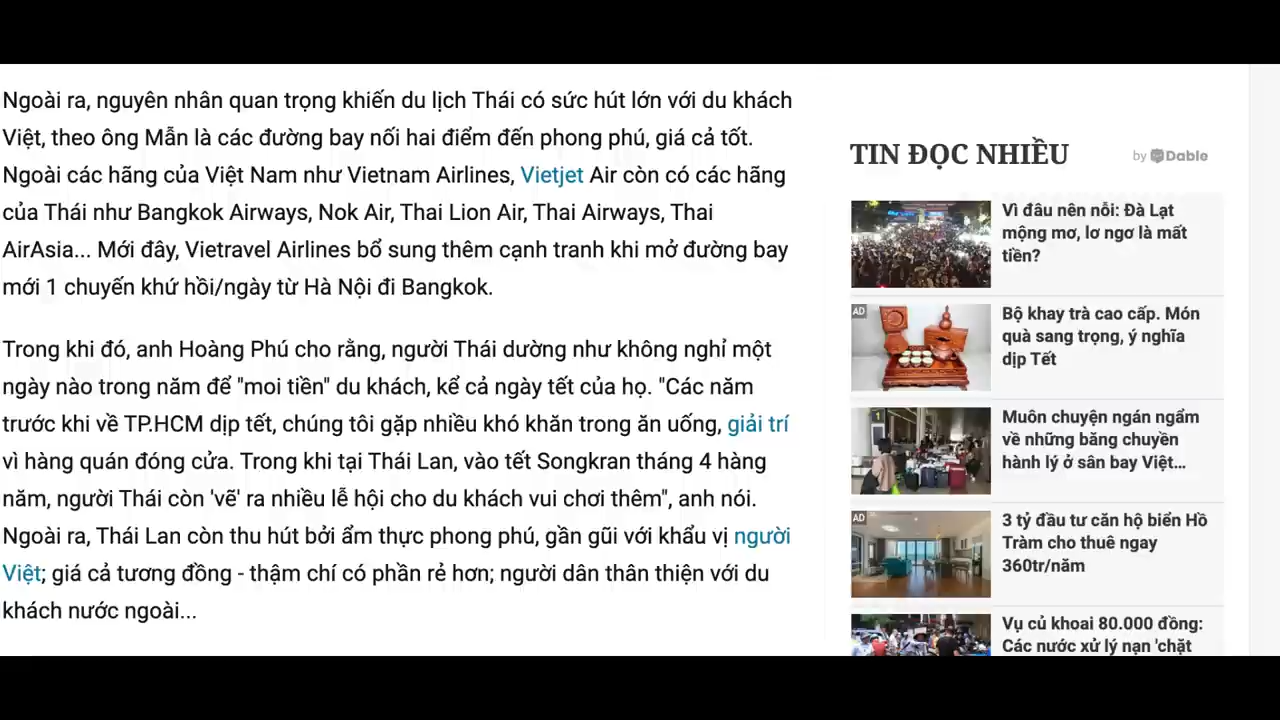 Ngoài ra, nguyên nhân quan trọng khiến du lịch Thái có sức hút lớn với du khách
Việt, theo ông Mẫn là các đường bay nối hai điểm đến phong phú, giá cả tốt.
Ngoài các hãng của Việt Nam như Vietnam Airlines, Vietjet Air còn có các hãng
của Thái như Bangkok Airways, Nok Air, Thai Lion Air, Thai Airways, Thai
AirAsia... Mới đây, Vietravel Airlines bổ sung thêm cạnh tranh khi mở đường bay
mới 1 chuyến khứ hồi/ngày từ Hà Nội đi Bangkok.
Trong khi đó, anh Hoàng Phú cho rằng, người Thái dường như không nghỉ một
ngày nào trong năm để "moi tiền" du khách, kể cả ngày tết của họ. "Các năm
trước khi về TP.HCM dịp tết, chúng tôi gặp nhiều khó khăn trong ăn uống, giải trí
vì hàng quán đóng cửa. Trong khi tại Thái Lan, vào tết Songkran tháng 4 hàng
năm, người Thái còn 'vẽ' ra nhiều lễ hội cho du khách vui chơi thêm", anh nói.
Ngoài ra, Thái Lan còn thu hút bởi ẩm thực phong phú, gần gũi với khẩu vị người
Việt; giá cả tương đồng - thậm chí có phần rẻ hơn; người dân thân thiện với du
khách nước ngoài...
TIN ĐỌC NHIỀU
by Dable
Vì đâu nên nỗi: Đà Lạt
mộng mơ, lơ ngơ là mất
tiền?
AD
Bộ khay trà cao cấp. Món
quà sang trọng, ý nghĩa
dịp Tết
Muôn chuyện ngán ngẩm
về những băng chuyền
hành lý ở sân bay Việt...
AD
3 tỷ đầu tư căn hộ biển Hồ
Tràm cho thuê ngay
360tr/năm
Vụ củ khoai 80.000 đồng:
Các nước xử lý nạn 'chặt